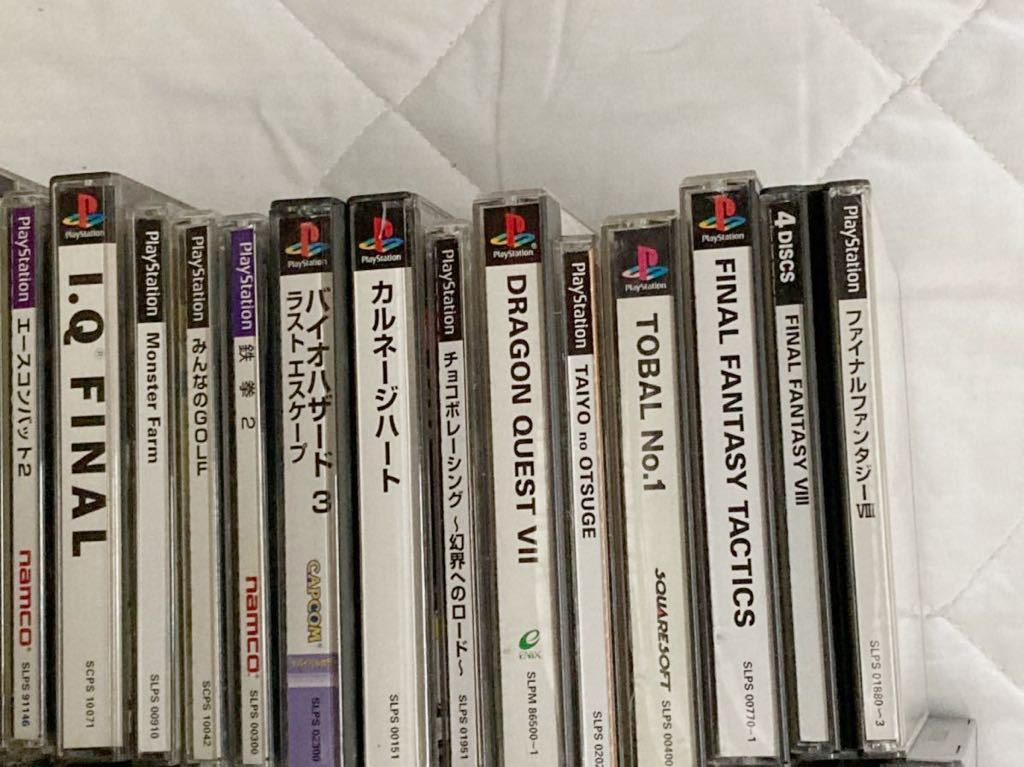 PlayStation
エースコンバット2
namco
SLPS 91146
PlayStation
I.Q FINAL
SCPS 10071
PlayStation
Monster Farm
SLPS 00910
PlayStation
みんなのGOLF
SCPS 10042
PlayStation
鉄拳2
namco
SLPS 00300
PlayStation
バイオハザード3
ラストエスケープ
CAPCOM
SLPS 02300
PlayStation
カルネージハート
SLPS 00151
PlayStation
チョコボレーシング ～幻界へのロード～
SLPS 01951
PlayStation
DRAGON QUEST VII
ENIX
SLPM 86500~1
PlayStation
TAIYO no OTSUGE
SLPS
PlayStation
TOBAL No.1
SQUARESOFT
SLPS 00400
PlayStation
FINAL FANTASY TACTICS
SLPS 00770~1
4 DISCS
FINAL FANTASY VIII
PlayStation
ファイナルファンタジーVIII
SLPS 01880~3